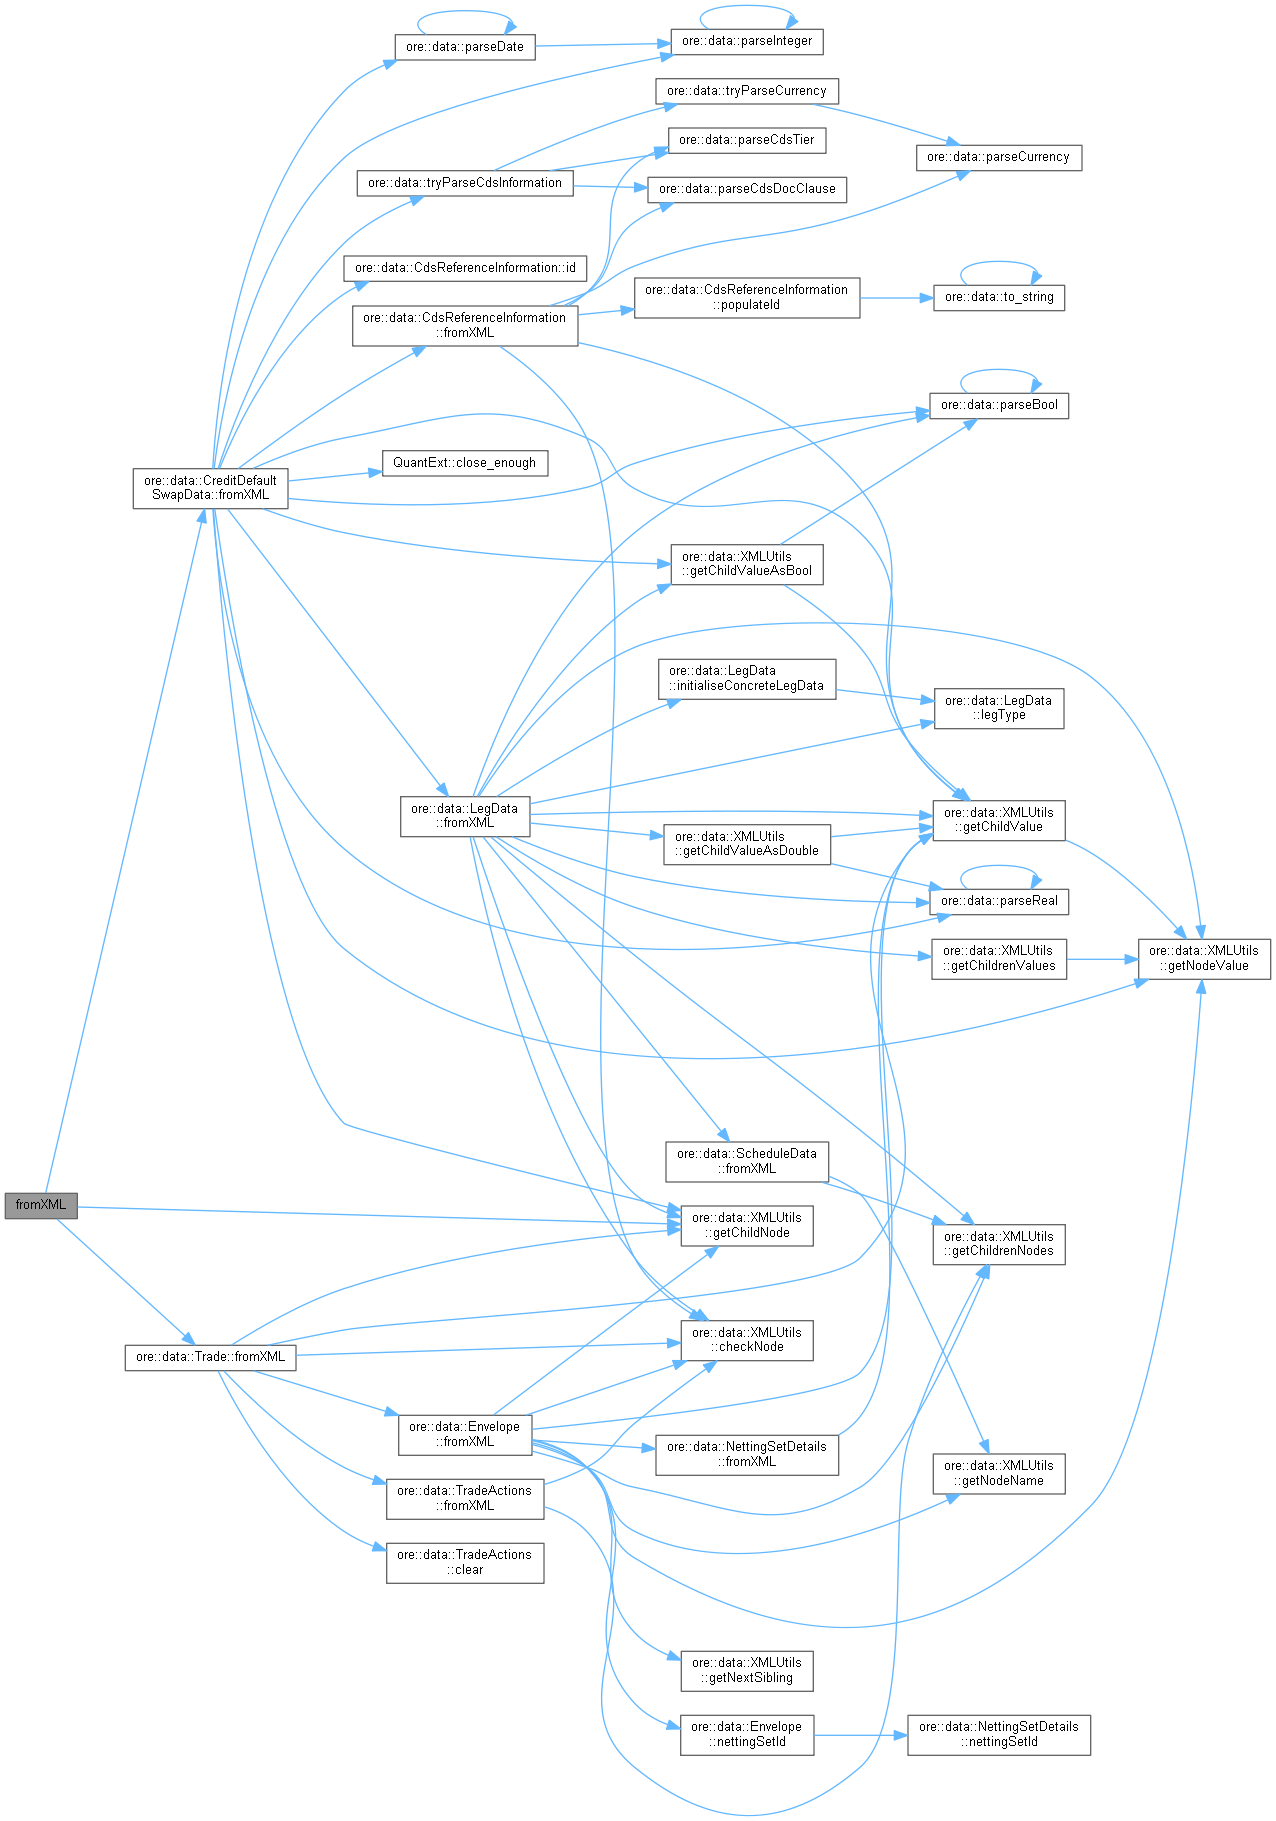 ore::data::parseDate
ore::data::parseInteger
ore::data::tryParseCurrency
ore::data::parseCdsTier
ore::data::parseCurrency
ore::data::tryParseCdsInformation
ore::data::parseCdsDocClause
ore::data::CdsReferenceInformation::id
ore::data::CdsReferenceInformation
::populateId
ore::data::to_string
ore::data::CdsReferenceInformation
::fromXML
ore::data::parseBool
QuantExt::close_enough
ore::data::CreditDefault
SwapData::fromXML
ore::data::XMLUtils
::getChildValueAsBool
ore::data::LegData
::initialiseConcreteLegData
ore::data::LegData
::legType
ore::data::LegData
::fromXML
ore::data::XMLUtils
::getChildValue
ore::data::XMLUtils
::getChildValueAsDouble
ore::data::parseReal
ore::data::XMLUtils
::getChildrenValues
ore::data::XMLUtils
::getNodeValue
ore::data::ScheduleData
::fromXML
fromXML
ore::data::XMLUtils
::getChildNode
ore::data::XMLUtils
::getChildrenNodes
ore::data::XMLUtils
::checkNode
ore::data::Trade::fromXML
ore::data::Envelope
::fromXML
ore::data::NettingSetDetails
::fromXML
ore::data::XMLUtils
::getNodeName
ore::data::TradeActions
::fromXML
ore::data::TradeActions
::clear
ore::data::XMLUtils
::getNextSibling
ore::data::Envelope
::nettingSetId
ore::data::NettingSetDetails
::nettingSetId